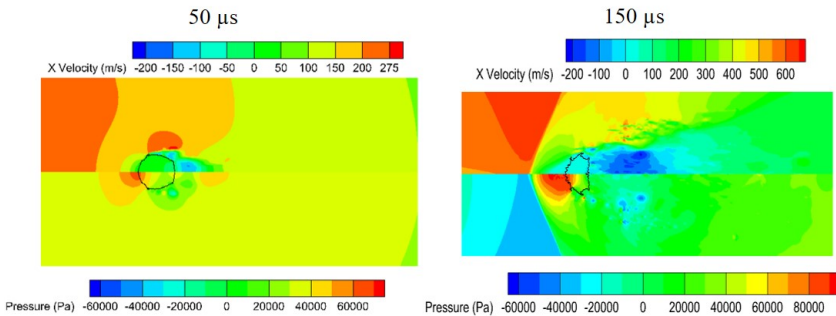 50 µs
X Velocity (m/s) -200 -150 -100 -50 0 50 100 150 200 275
Pressure (Pa) -60000 -40000 -20000 0 20000 40000 60000
150 µs
X Velocity (m/s) -200 -100 0 100 200 300 400 500 600
Pressure (Pa) -60000 -40000 -20000 0 20000 40000 60000 80000